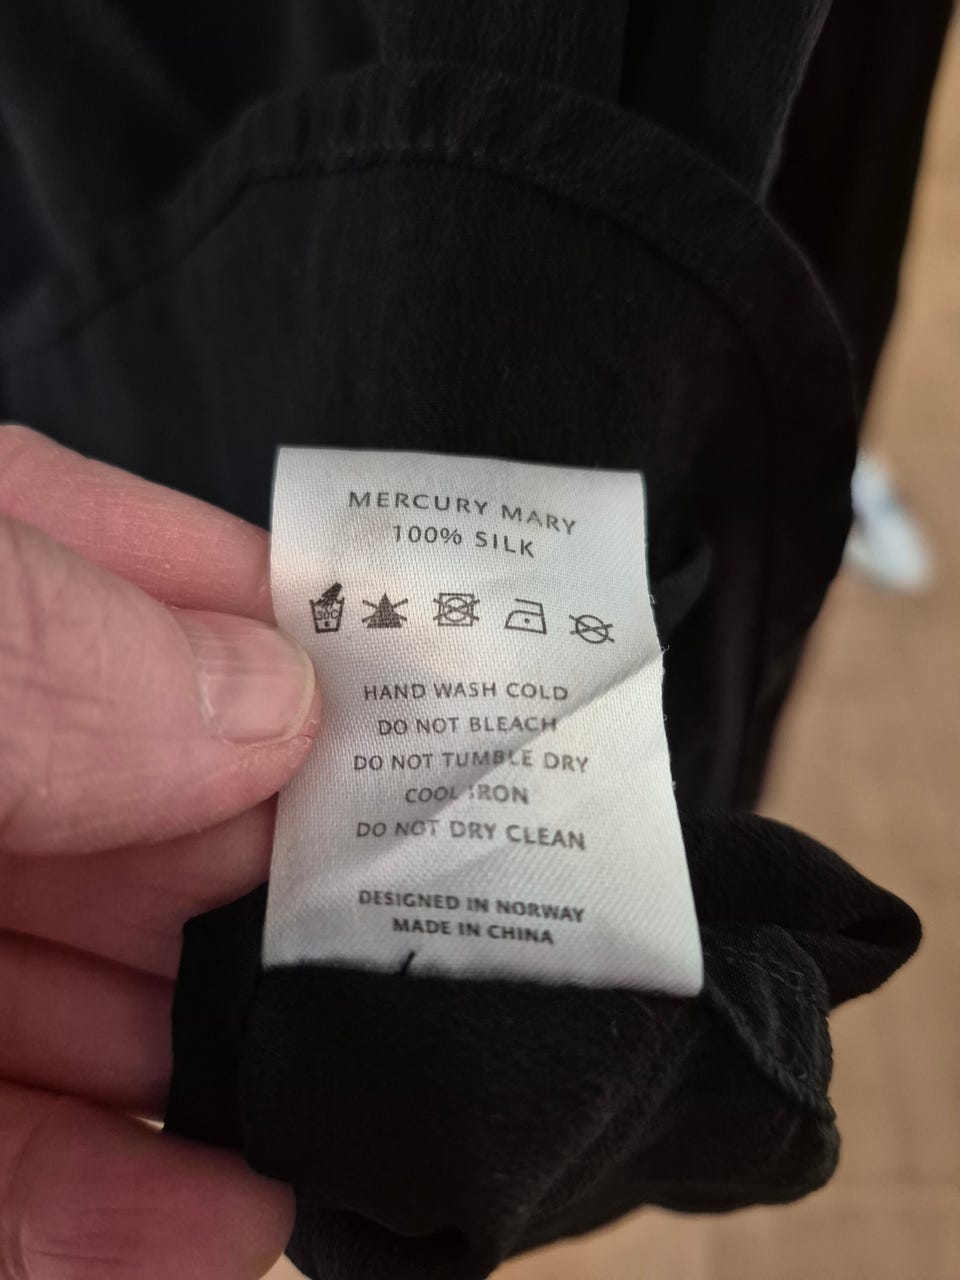 MERCURY MARY
100% SILK
30C
HAND WASH COLD
DO NOT BLEACH
DO NOT TUMBLE DRY
COOL IRON
DO NOT DRY CLEAN
DESIGNED IN NORWAY
MADE IN CHINA